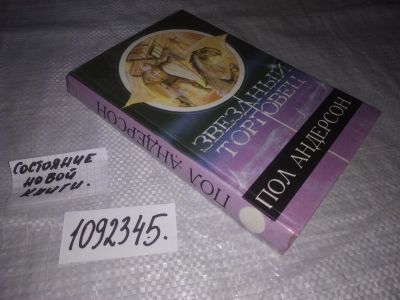 ЗВЕЗДНЫЙ
ТОРГОВЕЦ
ПОЛ АНДЕРСОН
ПОЛ АНДЕРСОН
СОСТОЯНИЕ
НОВОЙ
КНИГИ.
1092345.